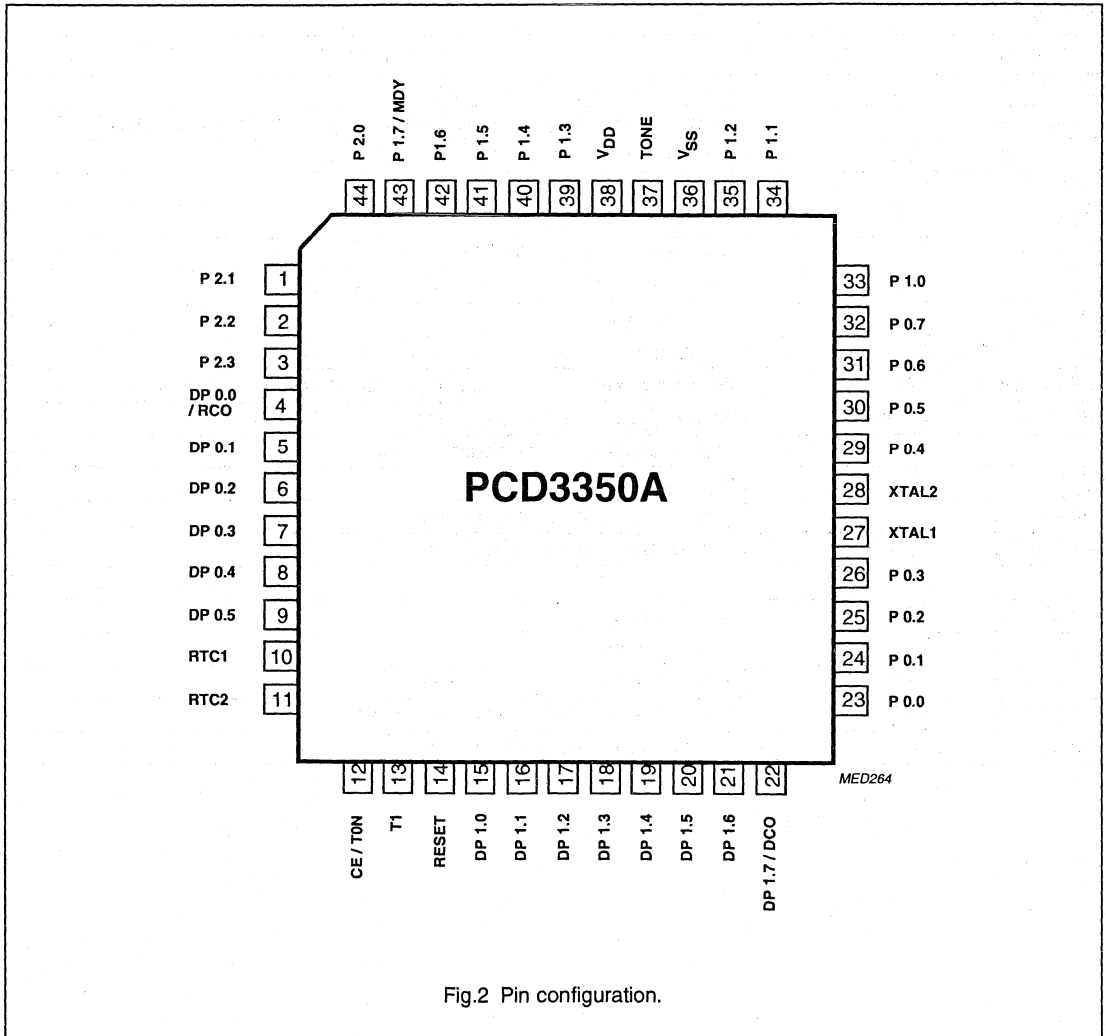 P 2.0
P 1.7 / MDY
P1.6
P 1.5
P 1.4
P 1.3
VDD
TONE
VSS
P 1.2
P 1.1
44
43
42
41
40
39
38
37
36
35
34
P 2.1 1
P 2.2 2
P 2.3 3
DP 0.0
/ RCO 4
DP 0.1 5
DP 0.2 6
DP 0.3 7
DP 0.4 8
DP 0.5 9
RTC1 10
RTC2 11
PCD3350A
33 P 1.0
32 P 0.7
31 P 0.6
30 P 0.5
29 P 0.4
28 XTAL2
27 XTAL1
26 P 0.3
25 P 0.2
24 P 0.1
23 P 0.0
12
13
14
15
16
17
18
19
20
21
22
MED264
CE / T0N
T1
RESET
DP 1.0
DP 1.1
DP 1.2
DP 1.3
DP 1.4
DP 1.5
DP 1.6
DP 1.7 / DCO
Fig.2 Pin configuration.